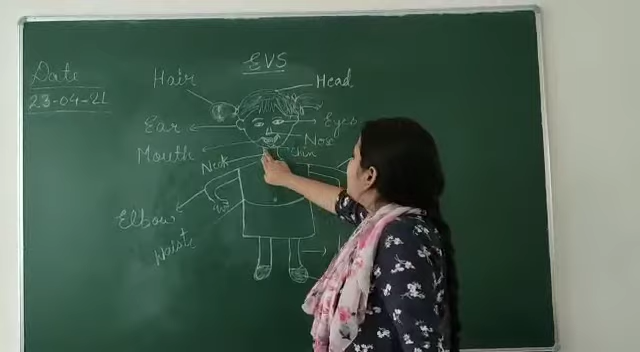 EVS
Date
23-04-21
Hair
Head
Ear
Eyes
Nose
Mouth
Chin
Neck
Elbow
Waist